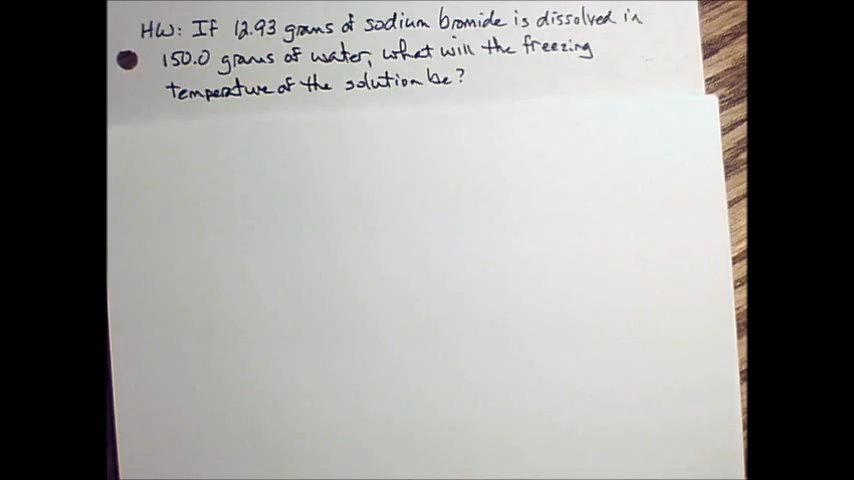 HW: If 12.93 grams of sodium bromide is dissolved in
150.0 grams of water, what will the freezing
temperature of the solution be?